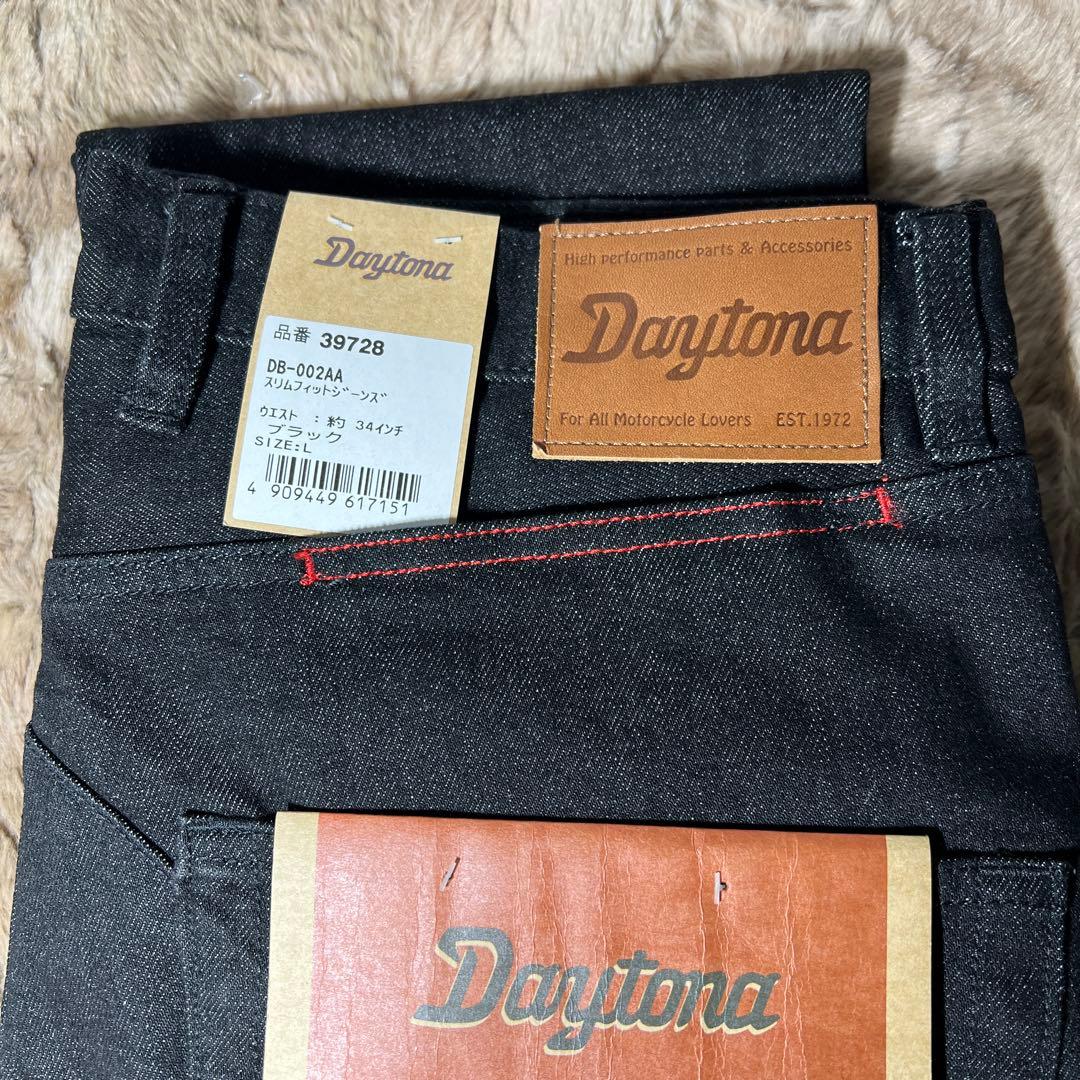 Daytona
品番 39728
DB-002AA
スリムフィットジーンズ
ウエスト : 約 34インチ
ブラック
SIZE:L
4 909449 617151
High performance parts & Accessories
Daytona
For All Motorcycle Lovers EST.1972
Daytona